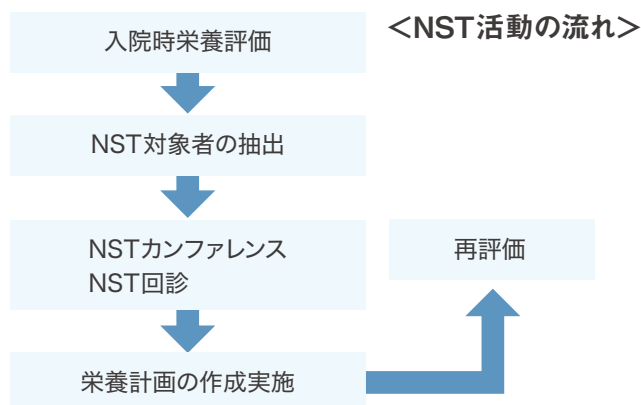 <NST活動の流れ>
入院時栄養評価
NST対象者の抽出
NSTカンファレンス
NST回診
栄養計画の作成実施
再評価